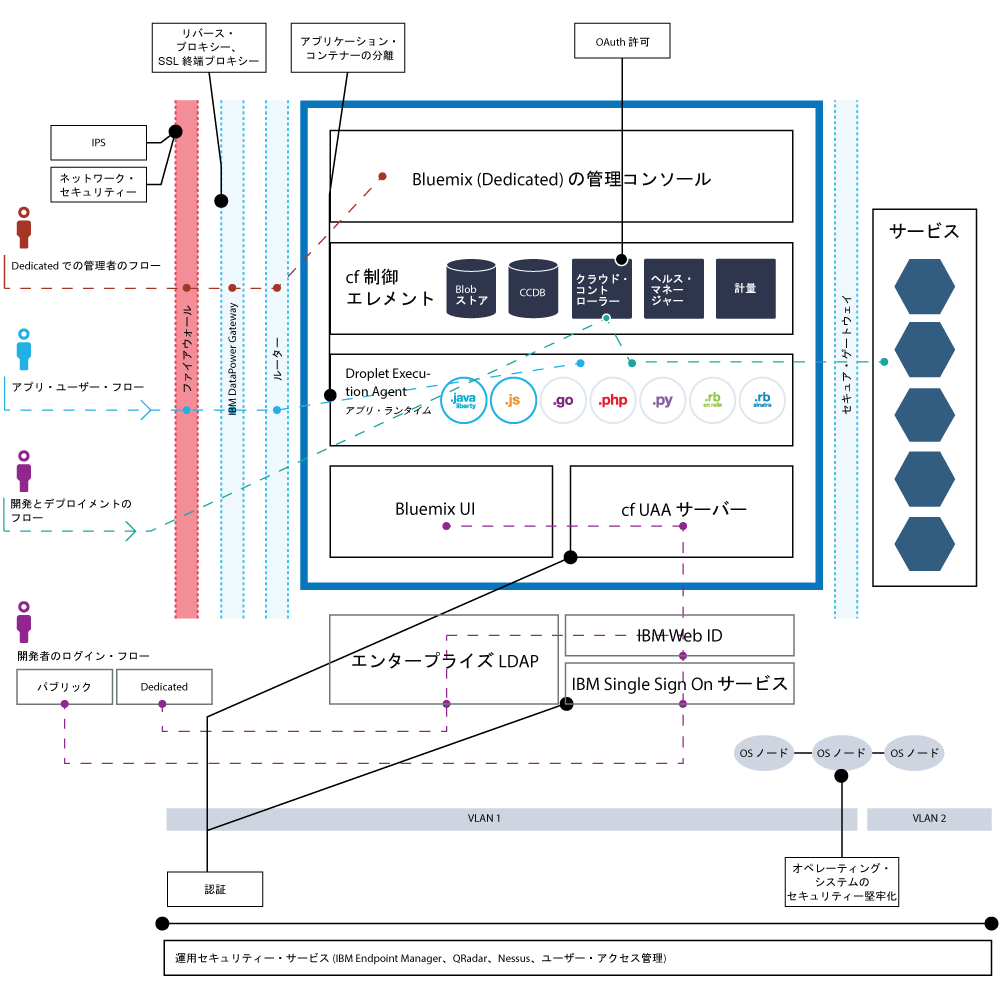 リバース・
プロキシー、
SSL 終端プロキシー
アプリケーション・
コンテナーの分離
OAuth 許可
IPS
ネットワーク・
セキュリティー
Bluemix (Dedicated) の管理コンソール
サービス
Dedicated での管理者のフロー
cf 制御
エレメント
Blob
ストア
CCDB
クラウド・
コント
ローラー
ヘルス・
マネー
ジャー
計量
ファイアウォール
IBM DataPower Gateway
ルーター
セキュア・ゲートウェイ
アプリ・ユーザー・フロー
Droplet Execu-
tion Agent
アプリ・ランタイム
.java
liberty
.js
.go
.php
.py
.rb
on rails
.rb
sinatra
開発とデプロイメントの
フロー
Bluemix UI
cf UAA サーバー
開発者のログイン・フロー
パブリック
Dedicated
エンタープライズ LDAP
IBM Web ID
IBM Single Sign On サービス
OS ノード
OS ノード
OS ノード
VLAN 1
VLAN 2
認証
オペレーティング・
システムの
セキュリティー堅牢化
運用セキュリティー・サービス (IBM Endpoint Manager、QRadar、Nessus、ユーザー・アクセス管理)